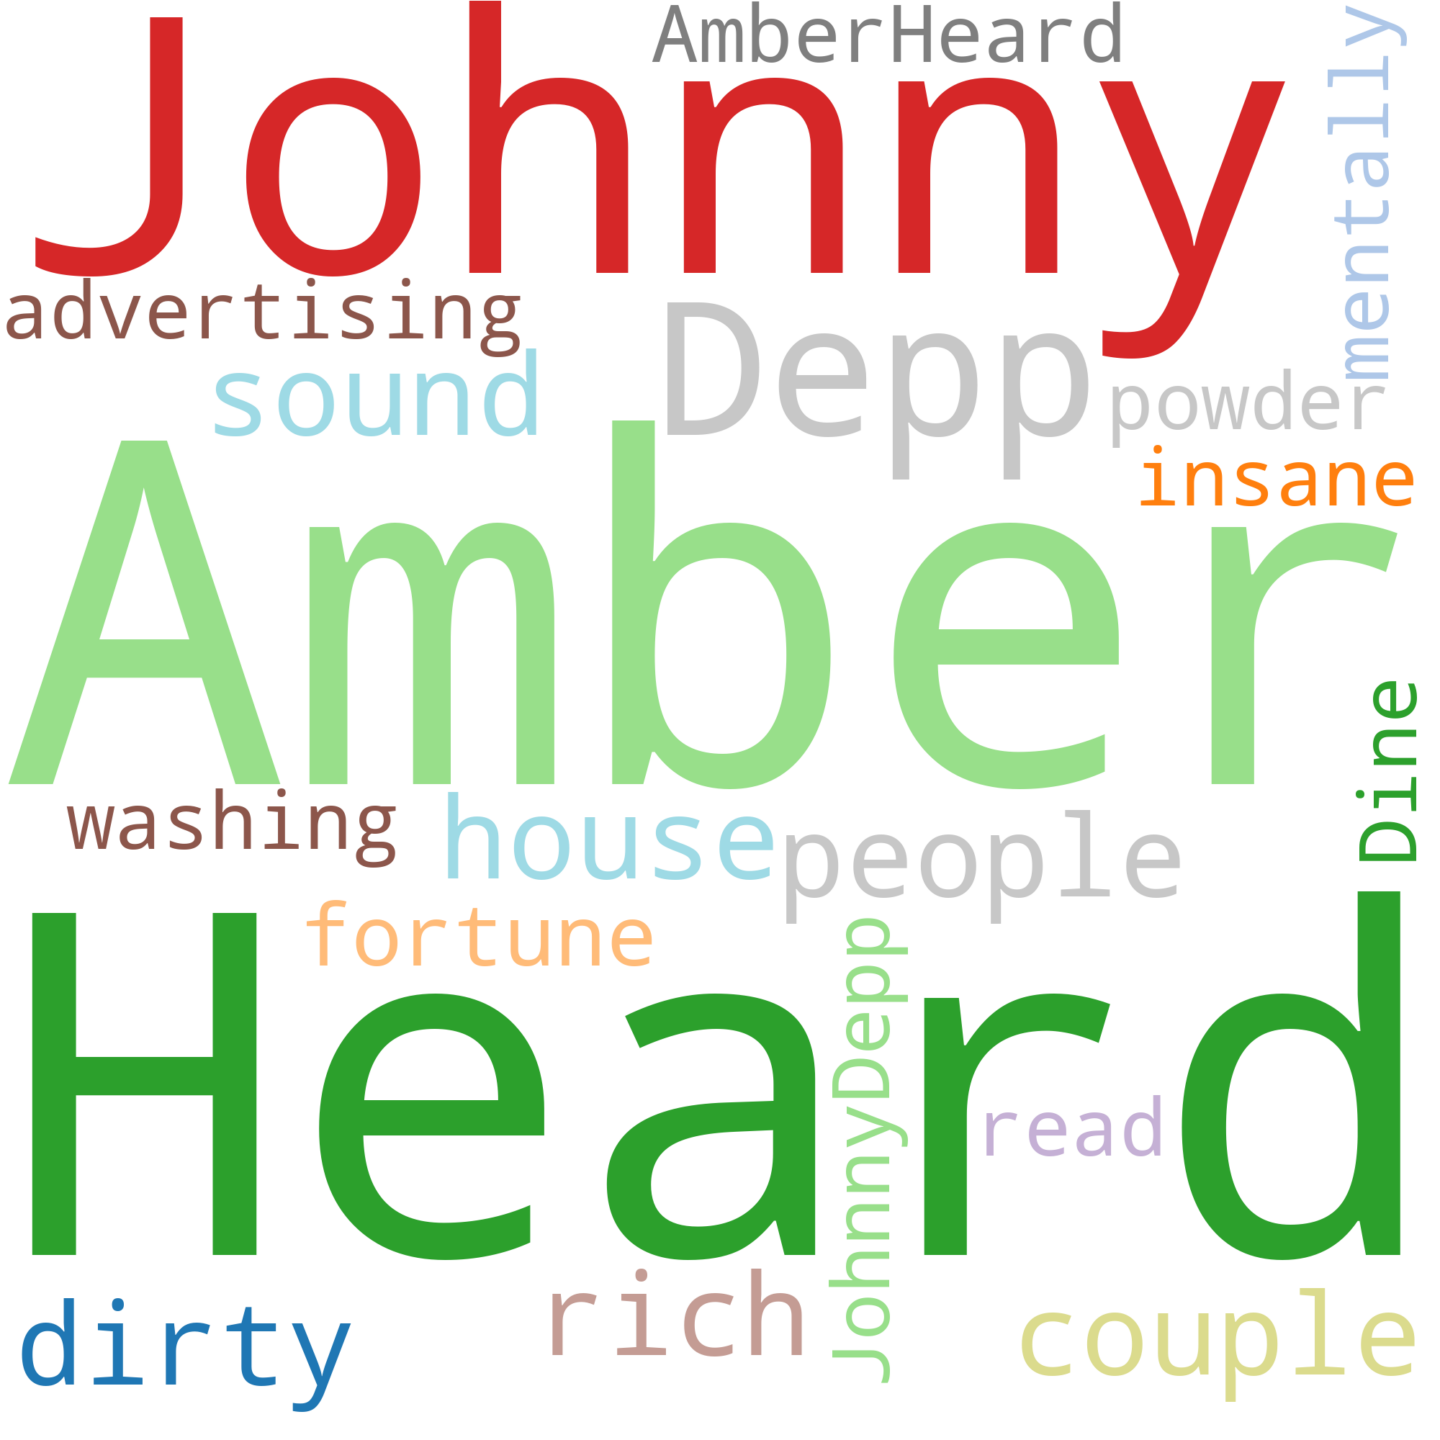 AmberHeard
Johnny
mentally
advertising
Depp
sound
powder
insane
Amber
Dine
washing
house
people
fortune
Heard
JohnnyDepp
read
dirty
rich
couple